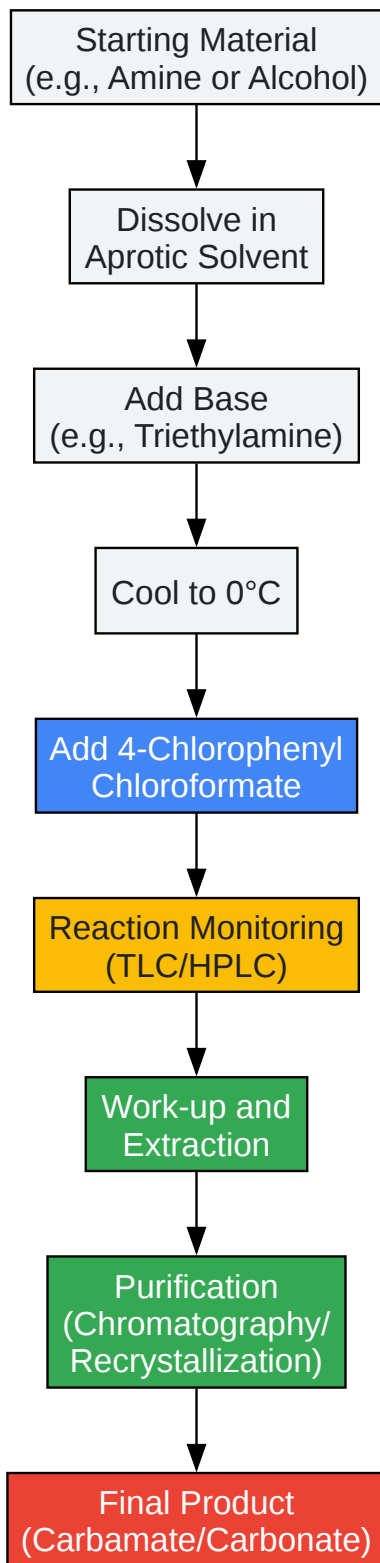 Starting Material
(e.g., Amine or Alcohol)
Dissolve in
Aprotic Solvent
Add Base
(e.g., Triethylamine)
Cool to 0°C
Add 4-Chlorophenyl
Chloroformate
Reaction Monitoring
(TLC/HPLC)
Work-up and
Extraction
Purification
(Chromatography/
Recrystallization)
Final Product
(Carbamate/Carbonate)